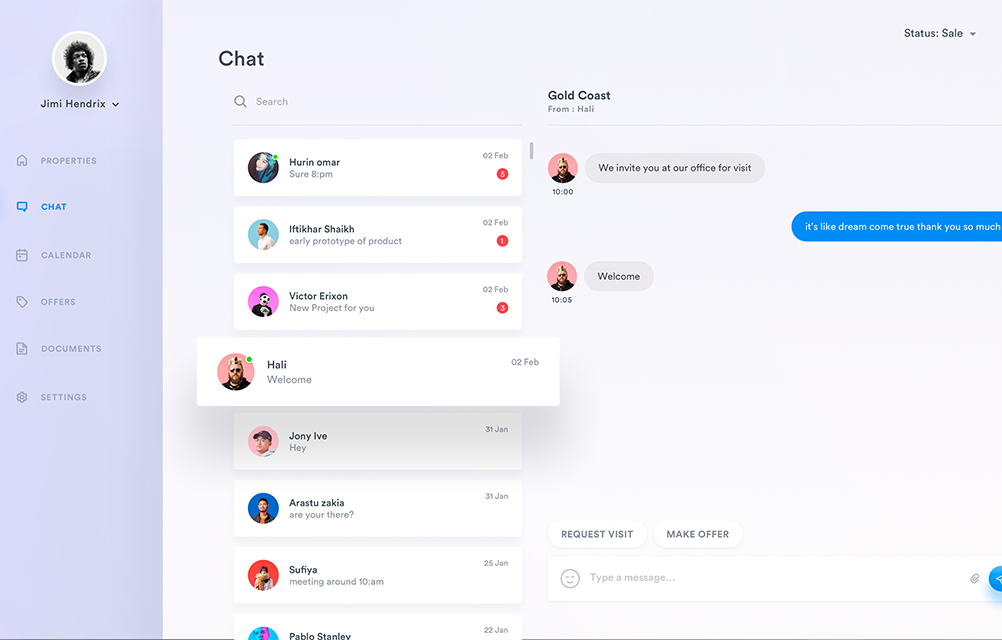 Jimi Hendrix
PROPERTIES
CHAT
CALENDAR
OFFERS
DOCUMENTS
SETTINGS
Chat
Search
Hurin omar
02 Feb
Sure 8:pm
5
Iftikhar Shaikh
02 Feb
early prototype of product
1
Victor Erixon
02 Feb
New Project for you
3
Hali
02 Feb
Welcome
Jony Ive
31 Jan
Hey
Arastu zakia
31 Jan
are your there?
Sufiya
25 Jan
meeting around 10:am
Pablo Stanley
22 Jan
Status: Sale
Gold Coast
From : Hali
We invite you at our office for visit
10:00
it's like dream come true thank you so much
Welcome
10:05
REQUEST VISIT
MAKE OFFER
Type a message...